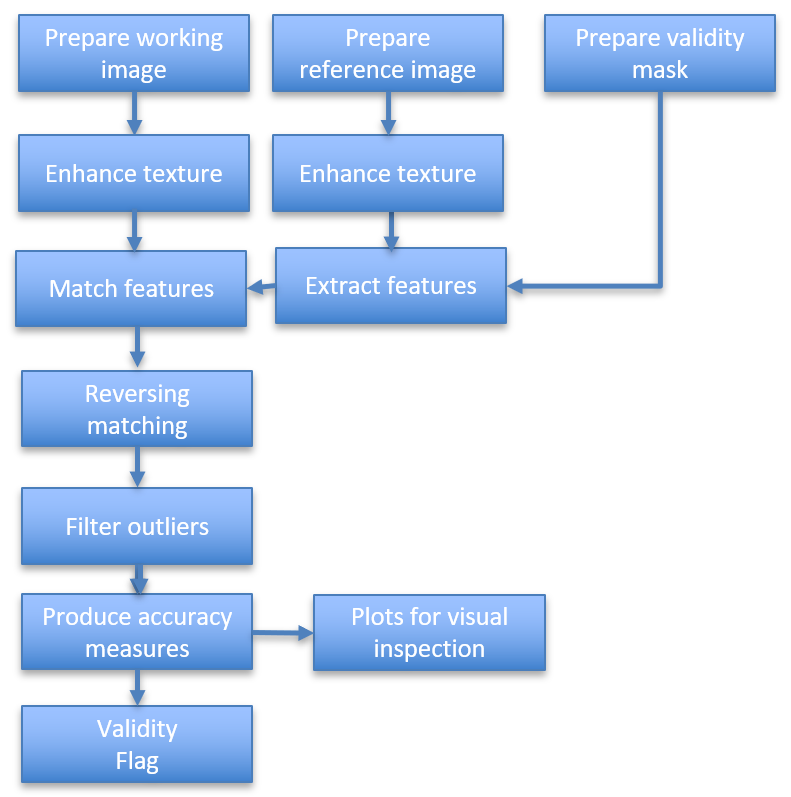 Prepare working
image
Prepare
reference image
Prepare validity
mask
Enhance texture
Enhance texture
Match features
Extract features
Reversing
matching
Filter outliers
Produce accuracy
measures
Plots for visual
inspection
Validity
Flag